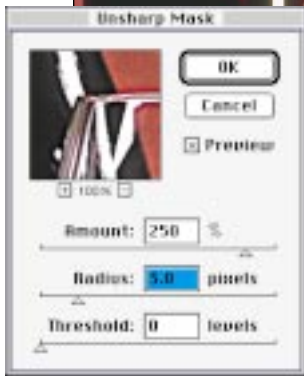 Unsharp Mask
OK
Cancel
Preview
100%
Amount: 250 %
Radius: 5.0 pixels
Threshold: 0 levels